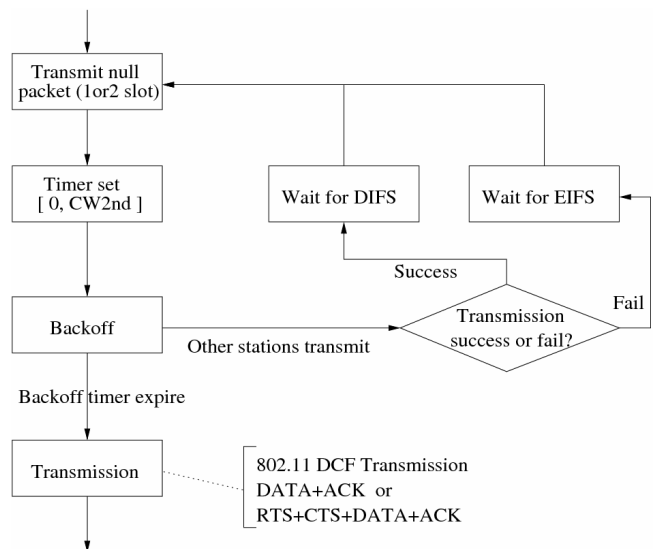 Transmit null
packet (1or2 slot)
Timer set
[ 0, CW2nd ]
Wait for DIFS
Wait for EIFS
Success
Fail
Backoff
Other stations transmit
Transmission
success or fail?
Backoff timer expire
Transmission
802.11 DCF Transmission
DATA+ACK or
RTS+CTS+DATA+ACK